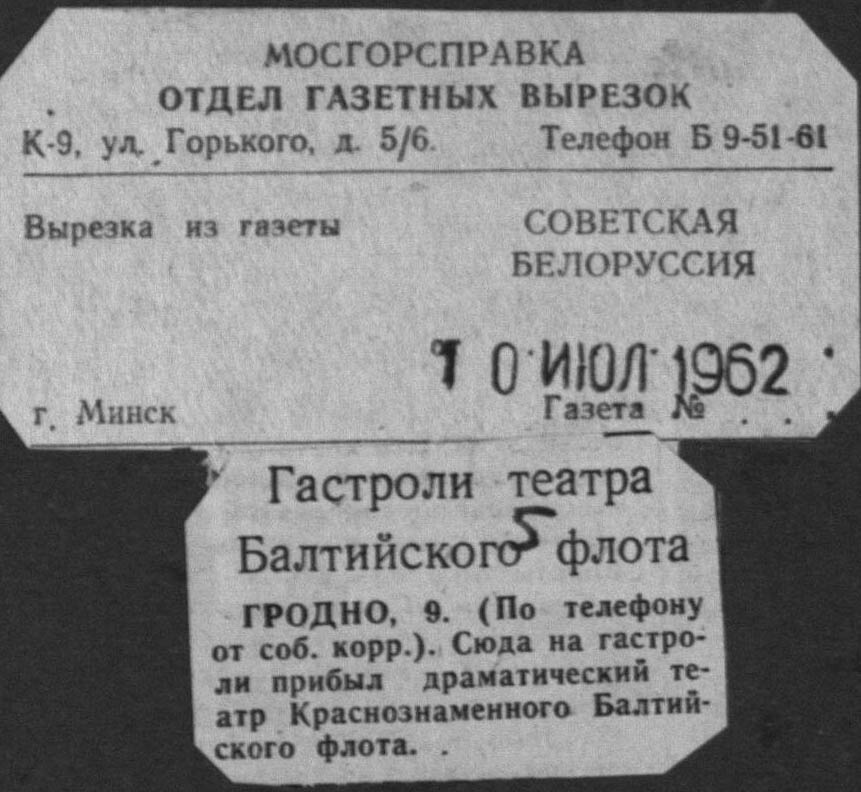 МОСГОРСПРАВКА
ОТДЕЛ ГАЗЕТНЫХ ВЫРЕЗОК
К-9, ул. Горького, д. 5/6. Телефон Б 9-51-61
Вырезка из газеты СОВЕТСКАЯ
БЕЛОРУССИЯ
10 ИЮЛ 1962
г. Минск Газета № . . .
Гастроли театра
Балтийского флота
5
ГРОДНО, 9. (По телефону
от соб. корр.). Сюда на гастро-
ли прибыл драматический те-
атр Краснознаменного Балтий-
ского флота.